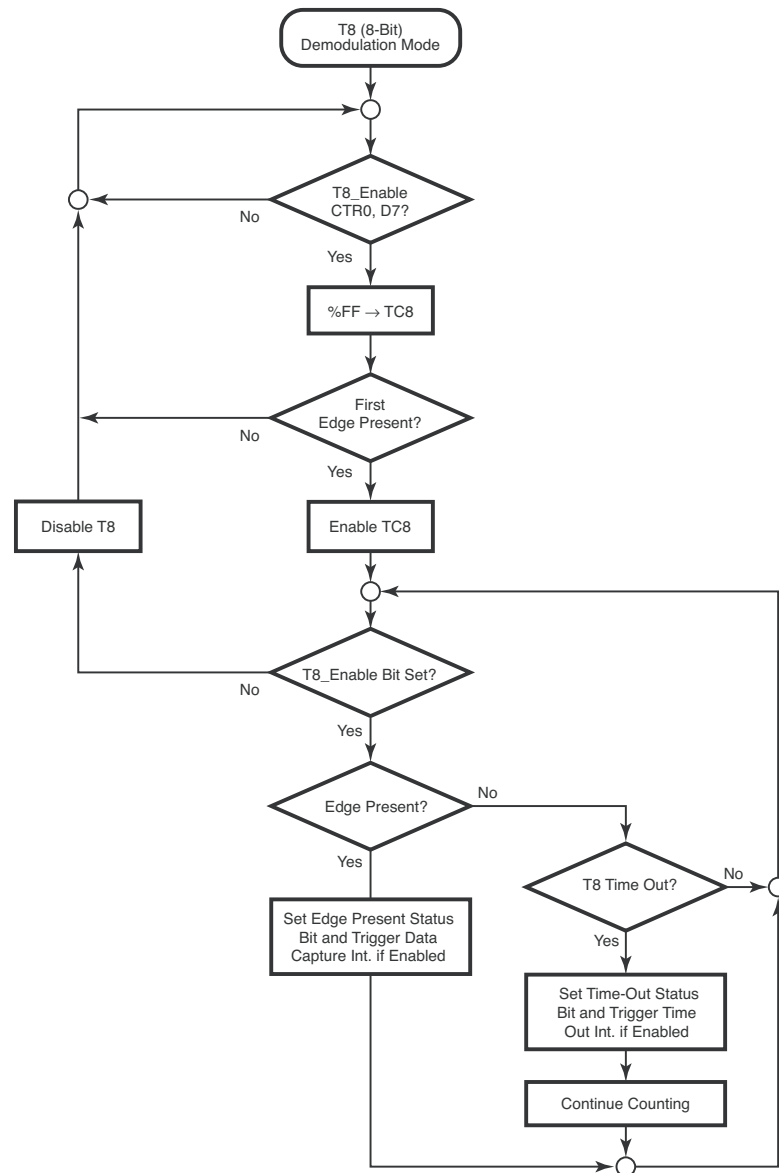 T8 (8-Bit)
Demodulation Mode
T8_Enable
CTR0, D7?
No
Yes
%FF → TC8
First
Edge Present?
No
Yes
Disable T8
Enable TC8
T8_Enable Bit Set?
No
Yes
Edge Present?
No
Yes
T8 Time Out?
No
Yes
Set Edge Present Status
Bit and Trigger Data
Capture Int. if Enabled
Set Time-Out Status
Bit and Trigger Time
Out Int. if Enabled
Continue Counting